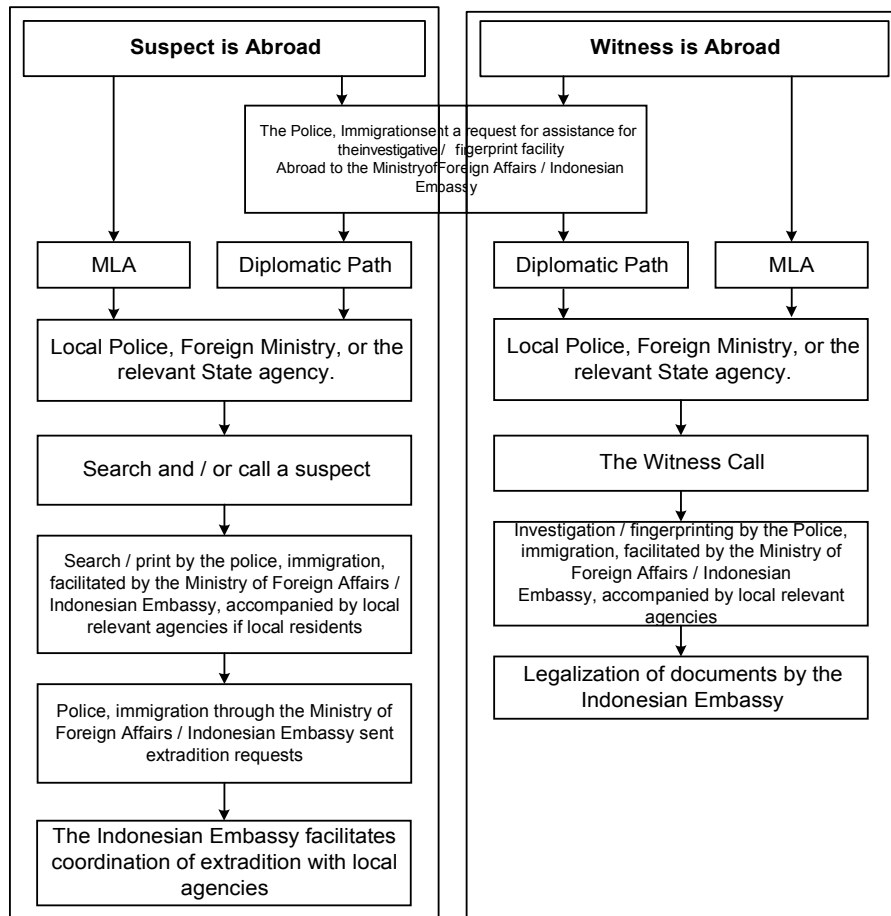 Suspect is Abroad
Witness is Abroad
The Police, Immigrationsent a request for assistance for
theinvestigative / figerprint facility
Abroad to the MinistryofForeign Affairs / Indonesian
Embassy
MLA
Diplomatic Path
Diplomatic Path
MLA
Local Police, Foreign Ministry, or the
relevant State agency.
Local Police, Foreign Ministry, or the
relevant State agency.
Search and / or call a suspect
The Witness Call
Search / print by the police, immigration,
facilitated by the Ministry of Foreign Affairs /
Indonesian Embassy, accompanied by local
relevant agencies if local residents
Investigation / fingerprinting by the Police,
immigration, facilitated by the Ministry of
Foreign Affairs / Indonesian
Embassy, accompanied by local relevant
agencies
Police, immigration through the Ministry of
Foreign Affairs / Indonesian Embassy sent
extradition requests
Legalization of documents by the
Indonesian Embassy
The Indonesian Embassy facilitates
coordination of extradition with local
agencies